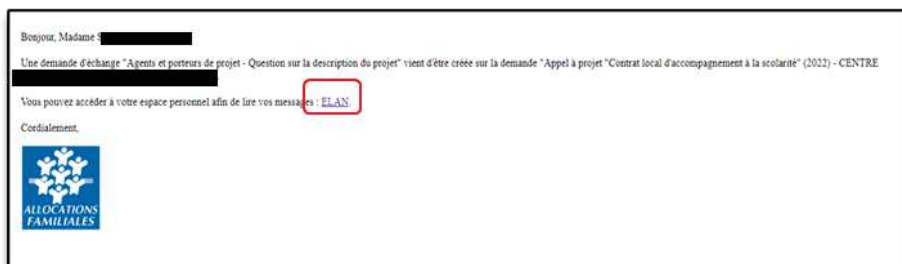 Bonjour, Madame S
Une demande d'échange "Agents et porteurs de projet - Question sur la description du projet" vient d'être créée sur la demande "Appel à projet "Contrat local d'accompagnement à la scolarité" (2022) - CENTRE
Vous pouvez accéder à votre espace personnel afin de lire vos messages : ELAN.
Cordialement,
ALLOCATIONS
FAMILIALES